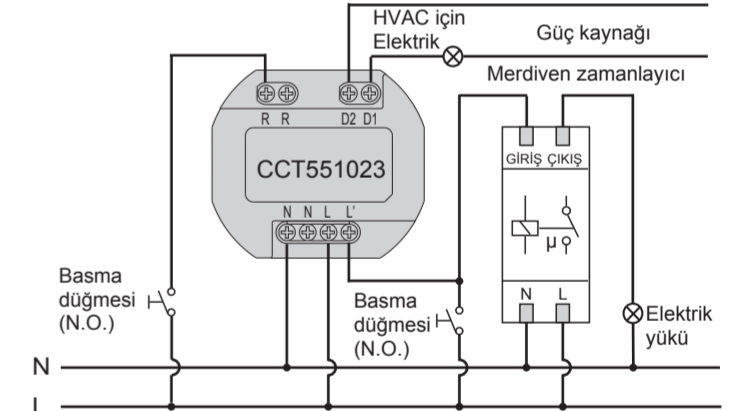 HVAC için
Elektrik
Güç kaynağı
Merdiven zamanlayıcı
R R
D2 D1
CCT551023
GİRİŞ ÇIKIŞ
N N L L'
µ
Basma
düğmesi
(N.O.)
Basma
düğmesi
(N.O.)
N L
Elektrik
yükü
N
L